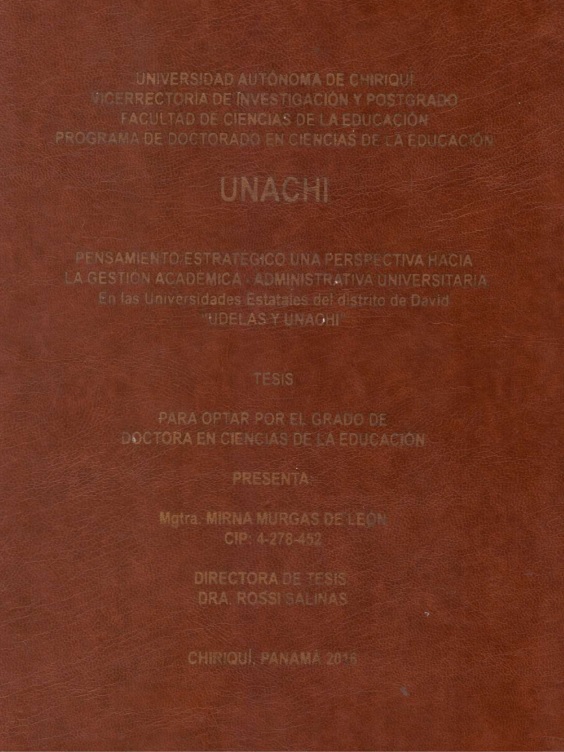 UNIVERSIDAD AUTÓNOMA DE CHIRIQUÍ
VICERRECTORÍA DE INVESTIGACIÓN Y POSTGRADO
FACULTAD DE CIENCIAS DE LA EDUCACIÓN
PROGRAMA DE DOCTORADO EN CIENCIAS DE LA EDUCACIÓN
UNACHI
PENSAMIENTO ESTRATEGICO UNA PERSPECTIVA HACIA
LA GESTION ACADEMICA - ADMINISTRATIVA UNIVERSITARIA
En las Universidades Estatales del distrito de David
"UDELAS Y UNACHI"
TESIS
PARA OPTAR POR EL GRADO DE
DOCTORA EN CIENCIAS DE LA EDUCACIÓN
PRESENTA:
Mgtra. MIRNA MURGAS DE LEÓN
CIP: 4-278-452
DIRECTORA DE TESIS
DRA. ROSSI SALINAS
CHIRIQUÍ, PANAMÁ 2016